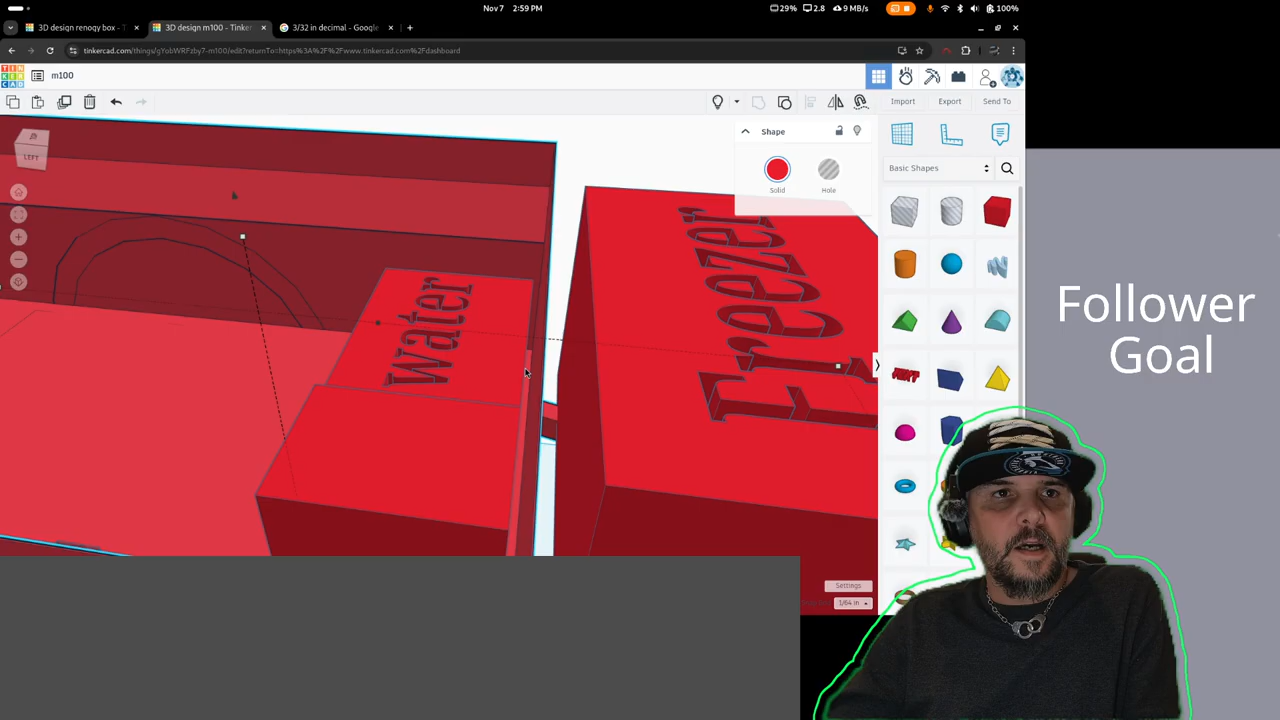 Nov 7 2:59 PM
29% 2.8 9 MB/s 100%
3D design renogy box - T
3D design m100 - Tinker
3/32 in decimal - Google
tinkercad.com/things/gYobWRFzby7-m100/edit?returnTo=https%3A%2F%2Fwww.tinkercad.com%2Fdashboard
TIN
KER
CAD
m100
Import
Export
Send To
Shape
Solid
Hole
Basic Shapes
LEFT
water
Freezer
Settings
1/64 in
Follower
Goal